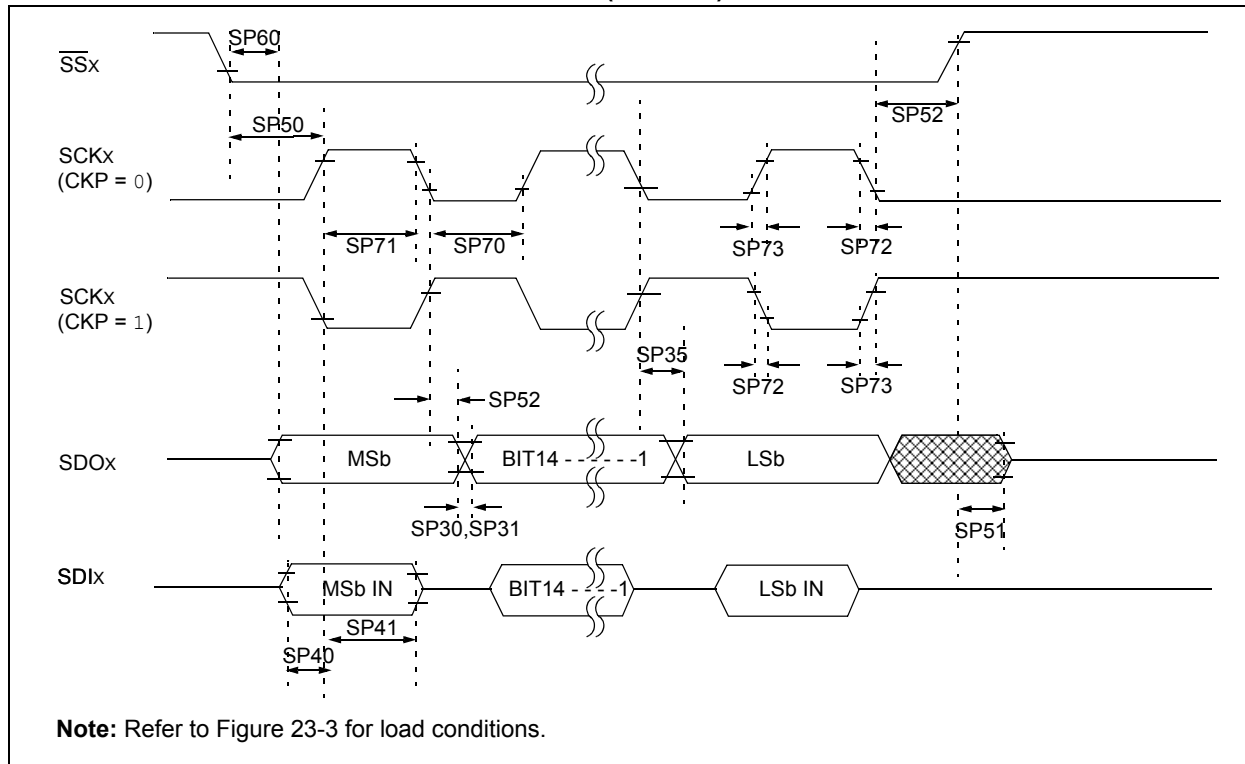 SP60
SSx
SP50
SP52
SCKx
(CKP = 0)
SP71
SP70
SP73
SP72
SCKx
(CKP = 1)
SP35
SP72
SP73
SP52
SDOx
MSb
BIT14 - - - - - -1
LSb
SP30,SP31
SP51
SDIx
MSb IN
BIT14 - - - -1
LSb IN
SP41
SP40
Note: Refer to Figure 23-3 for load conditions.